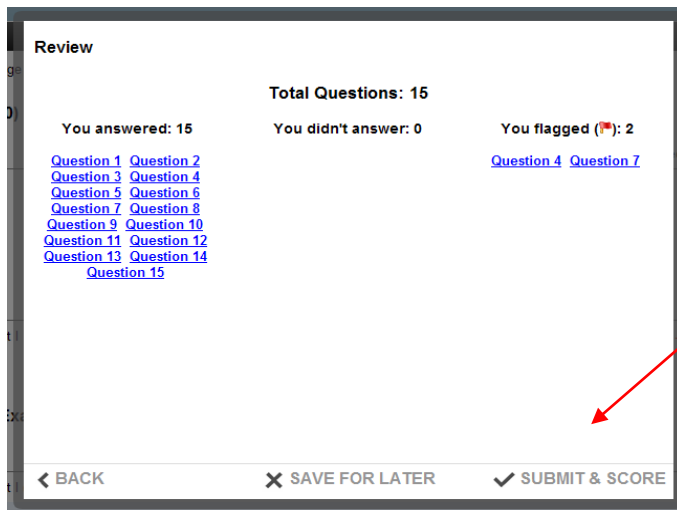 Review
Total Questions: 15
You answered: 15
Question 1 Question 2
Question 3 Question 4
Question 5 Question 6
Question 7 Question 8
Question 9 Question 10
Question 11 Question 12
Question 13 Question 14
Question 15
You didn't answer: 0
You flagged (🚩): 2
Question 4 Question 7
BACK
SAVE FOR LATER
SUBMIT & SCORE